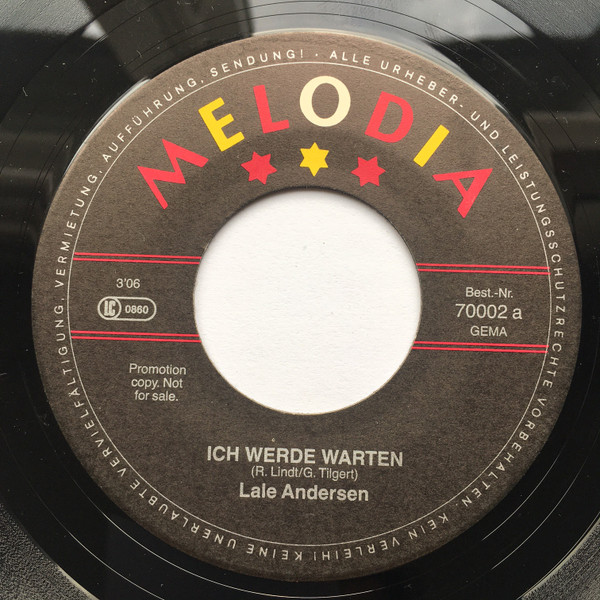 ALLE URHEBER- UND LEISTUNGSSCHUTZRECHTE VORBEHALTEN. KEIN VERLEIH! KEINE UNERLAUBTE VERVIELFÄLTIGUNG, VERMIETUNG, AUFFÜHRUNG, SENDUNG! ·
MELODIA
3'06
LC 0860
Best.-Nr.
70002 a
GEMA
Promotion
copy. Not
for sale.
ICH WERDE WARTEN
(R. Lindt/G. Tilgert)
Lale Andersen